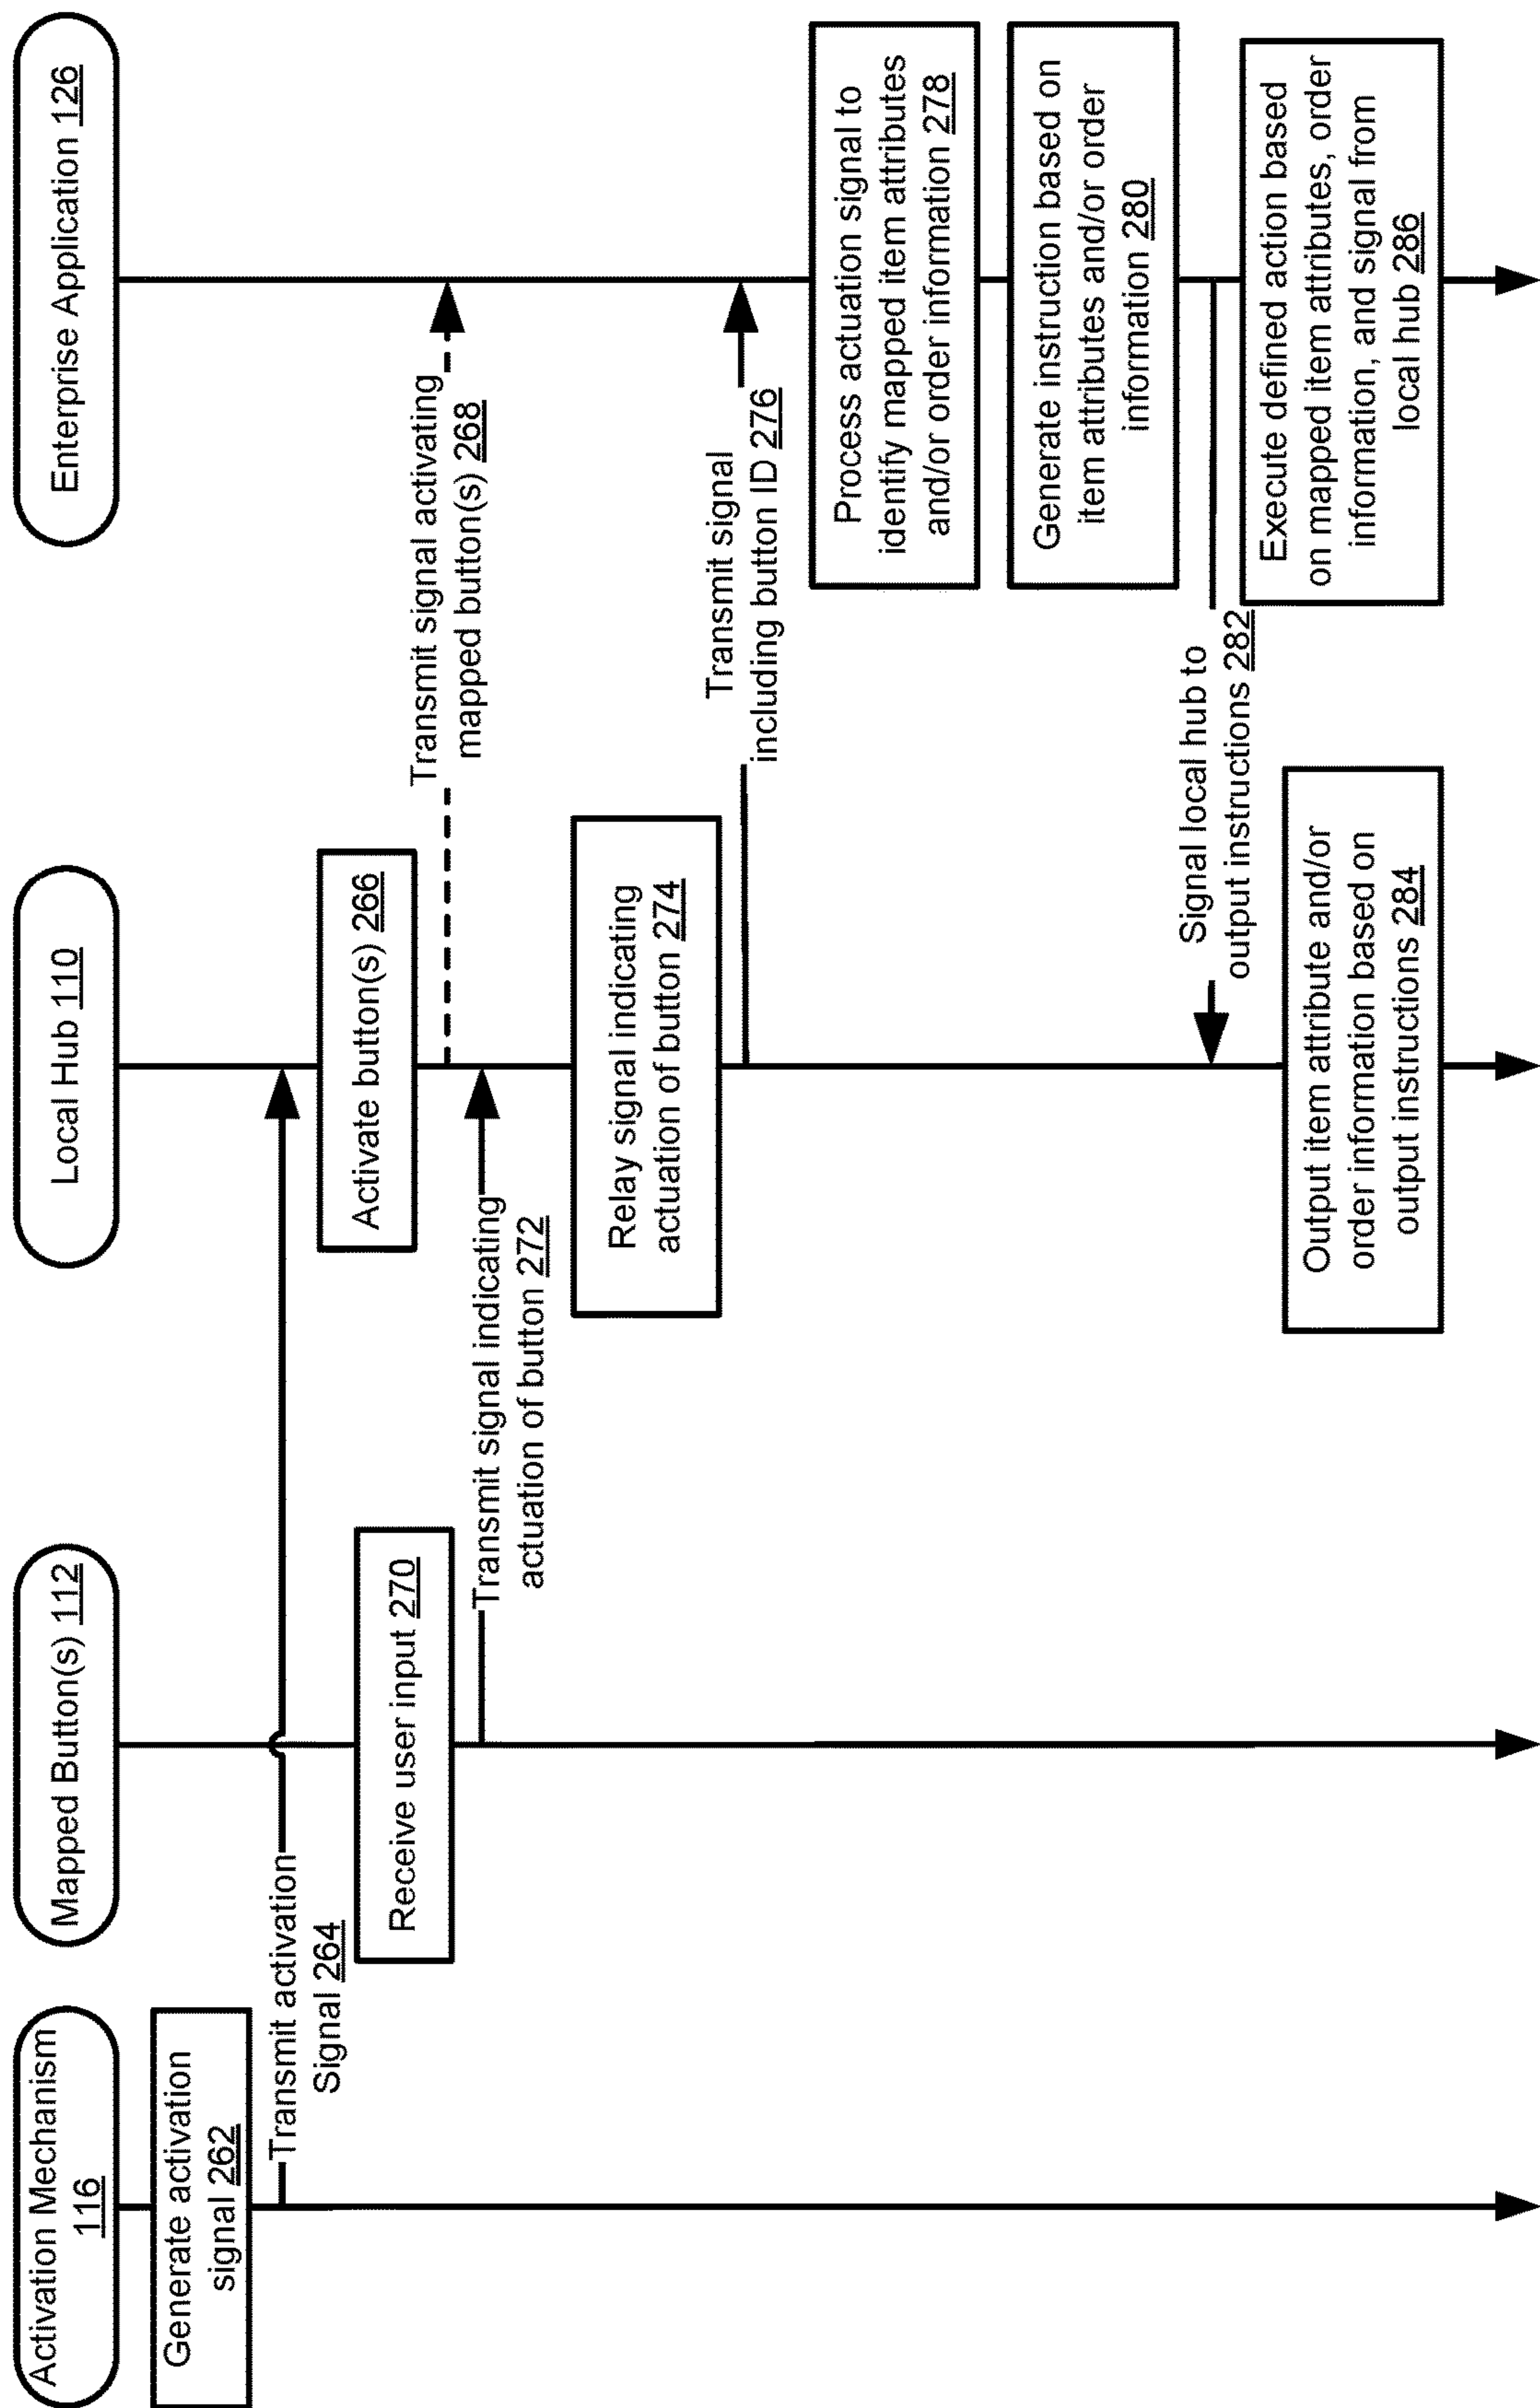 Activation Mechanism
116
Mapped Button(s) 112
Local Hub 110
Enterprise Application 126
Generate activation
signal 262
Transmit activation
Signal 264
Activate button(s) 266
Transmit signal activating
mapped button(s) 268
Receive user input 270
Transmit signal indicating
actuation of button 272
Relay signal indicating
actuation of button 274
Transmit signal
including button ID 276
Process actuation signal to
identify mapped item attributes
and/or order information 278
Generate instruction based on
item attributes and/or order
information 280
Signal local hub to
output instructions 282
Output item attribute and/or
order information based on
output instructions 284
Execute defined action based
on mapped item attributes, order
information, and signal from
local hub 286